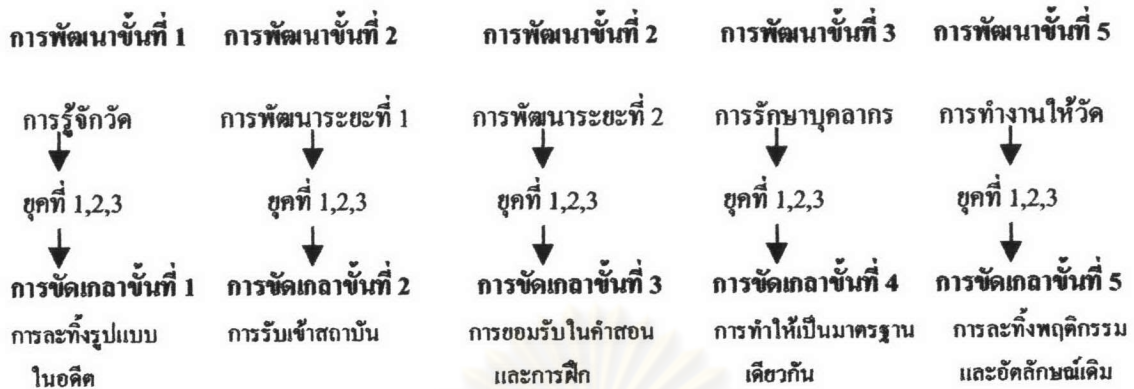 การพัฒนาขั้นที่ 1 การพัฒนาขั้นที่ 2 การพัฒนาขั้นที่ 2 การพัฒนาขั้นที่ 3 การพัฒนาขั้นที่ 5
การรู้จักวัด การพัฒนาระยะที่ 1 การพัฒนาระยะที่ 2 การรักษาบุคลากร การทำงานให้วัด
ยุคที่ 1,2,3 ยุคที่ 1,2,3 ยุคที่ 1,2,3 ยุคที่ 1,2,3 ยุคที่ 1,2,3
การขัดเกลาขั้นที่ 1 การขัดเกลาขั้นที่ 2 การขัดเกลาขั้นที่ 3 การขัดเกลาขั้นที่ 4 การขัดเกลาขั้นที่ 5
การละทิ้งรูปแบบ การรับเข้าสถาบัน การยอมรับในคำสอน การทำให้เป็นมาตรฐาน การละทิ้งพฤติกรรม
ในอดีต และการฝึก เดียวกัน และอัตลักษณ์เดิม